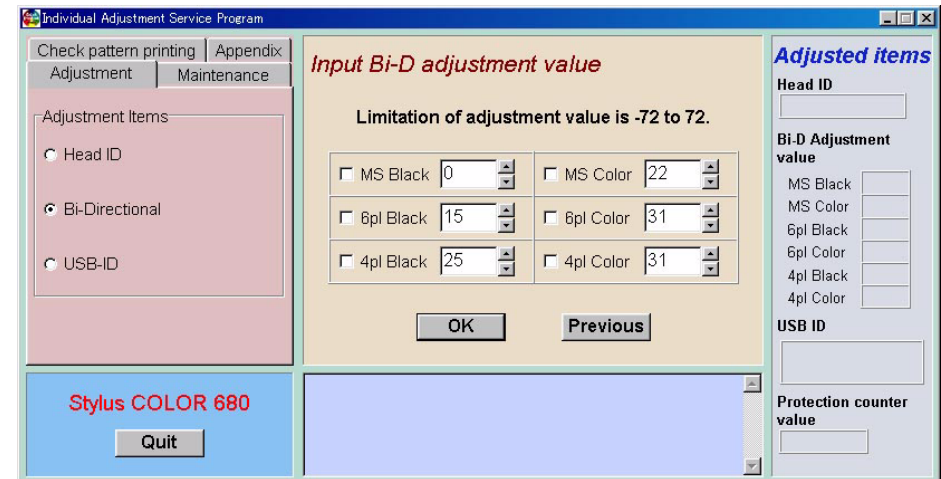 Individual Adjustment Service Program
Check pattern printing Appendix
Adjustment Maintenance
Adjustment Items
Head ID
Bi-Directional
USB-ID
Stylus COLOR 680
Quit
Input Bi-D adjustment value
Limitation of adjustment value is -72 to 72.
MS Black 0 MS Color 22
6pl Black 15 6pl Color 31
4pl Black 25 4pl Color 31
OK Previous
Adjusted items
Head ID
Bi-D Adjustment
value
MS Black
MS Color
6pl Black
6pl Color
4pl Black
4pl Color
USB ID
Protection counter
value